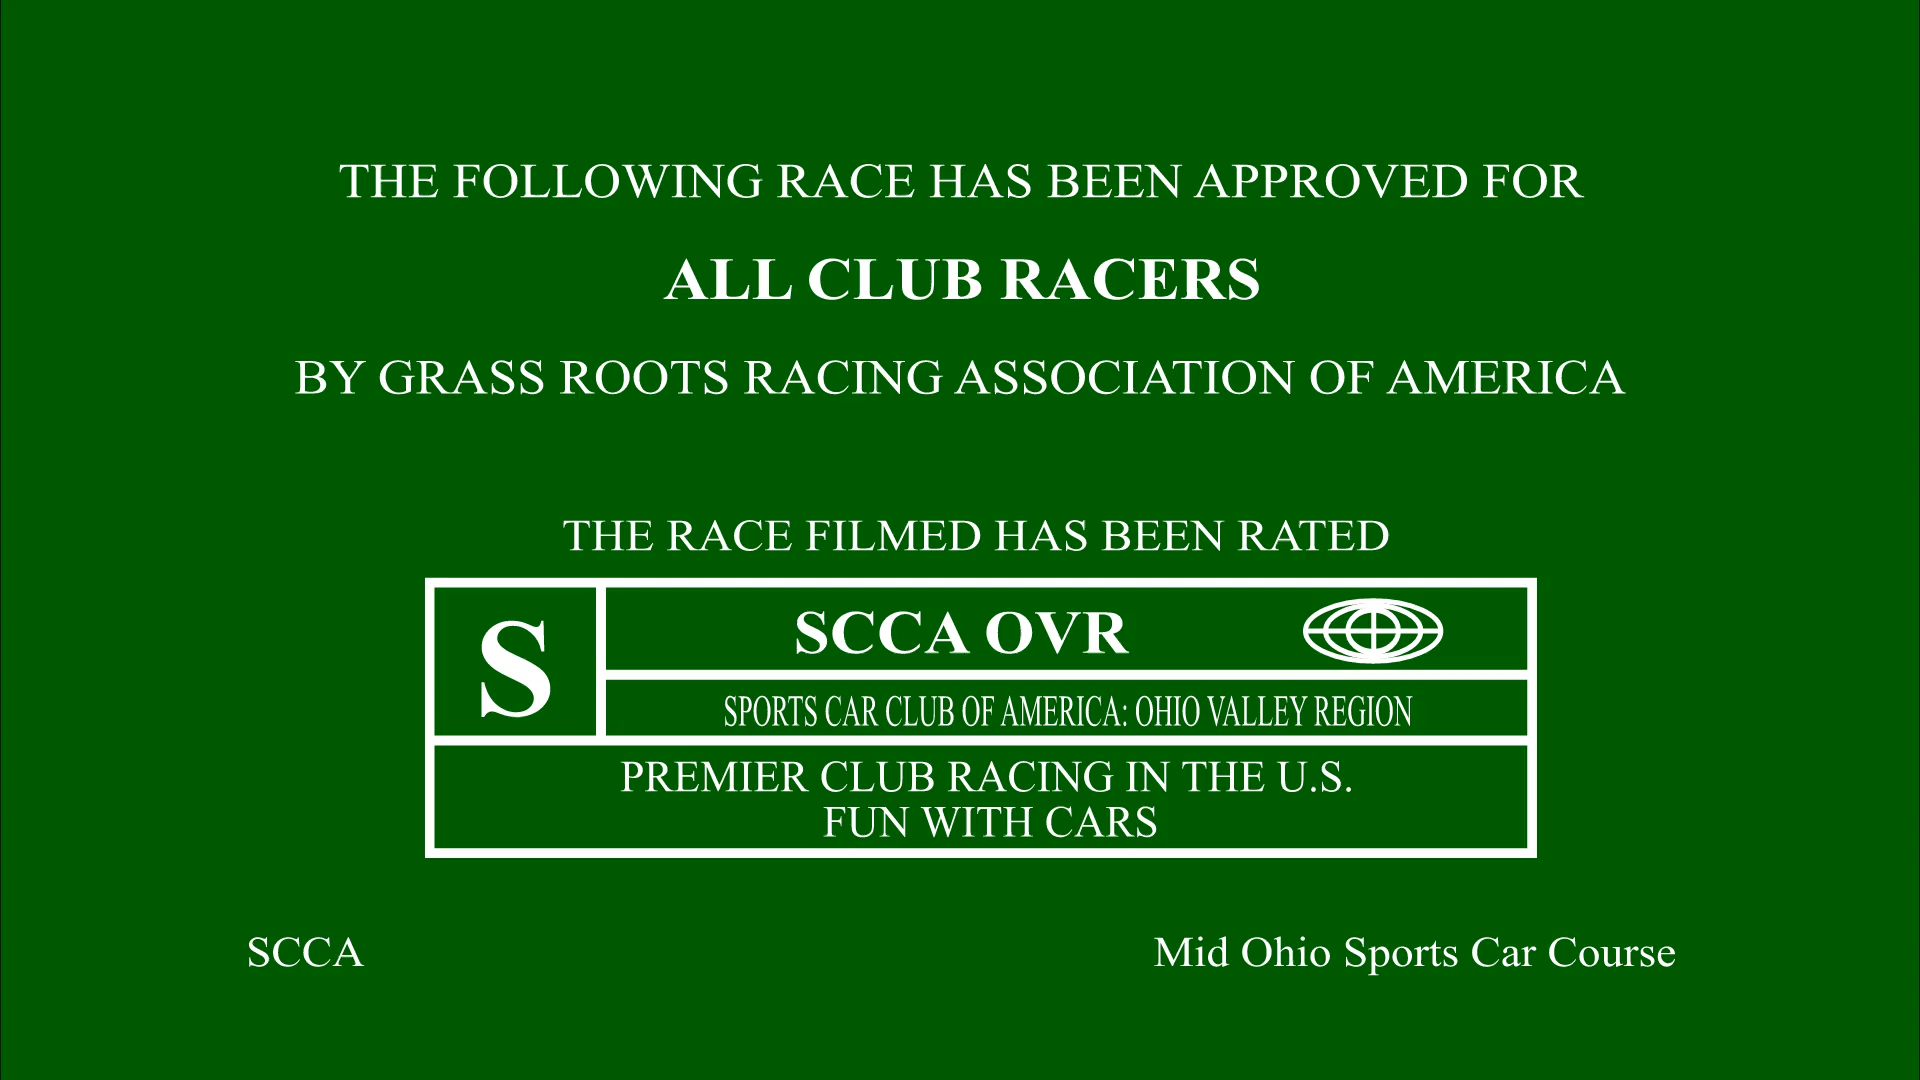 THE FOLLOWING RACE HAS BEEN APPROVED FOR
ALL CLUB RACERS
BY GRASS ROOTS RACING ASSOCIATION OF AMERICA
THE RACE FILMED HAS BEEN RATED
S
SCCA OVR
SPORTS CAR CLUB OF AMERICA: OHIO VALLEY REGION
PREMIER CLUB RACING IN THE U.S.
FUN WITH CARS
SCCA
Mid Ohio Sports Car Course